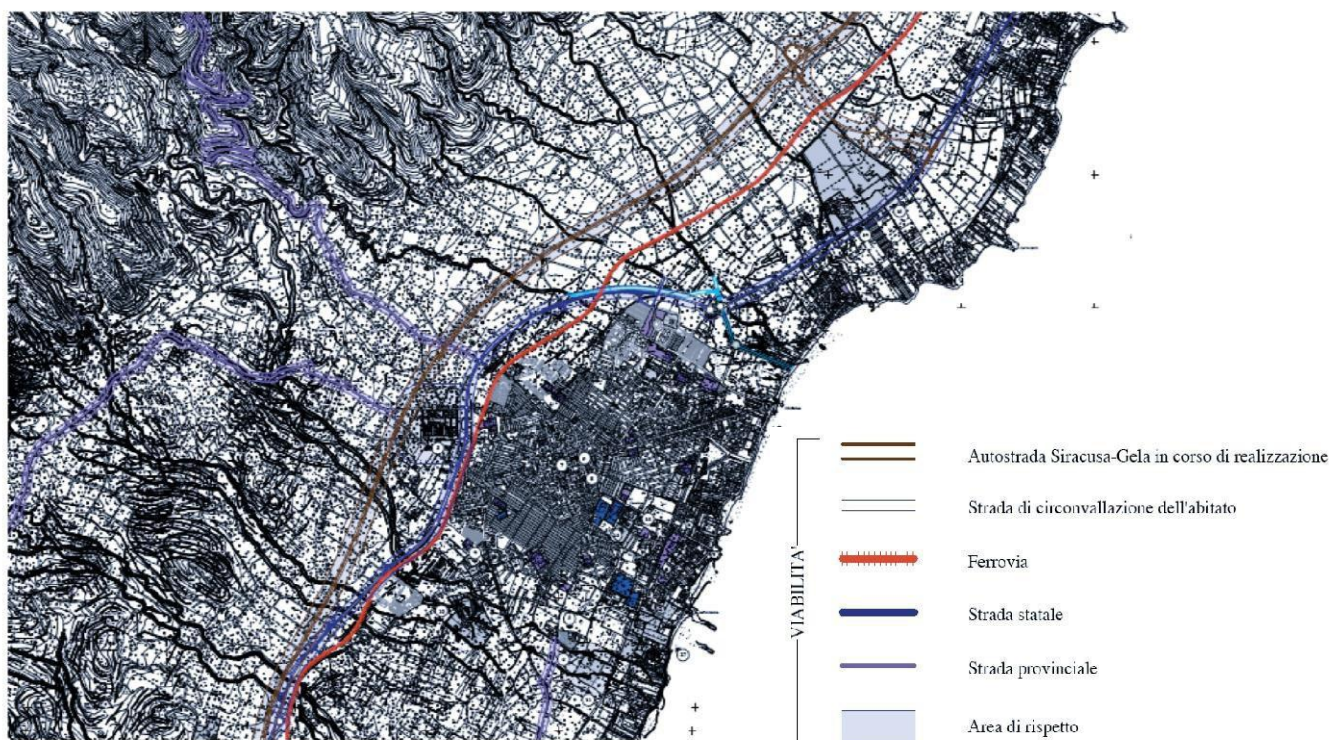 VIABILITA'
Autostrada Siracusa-Gela in corso di realizzazione
Strada di circonvallazione dell'abitato
Ferrovia
Strada statale
Strada provinciale
Area di rispetto